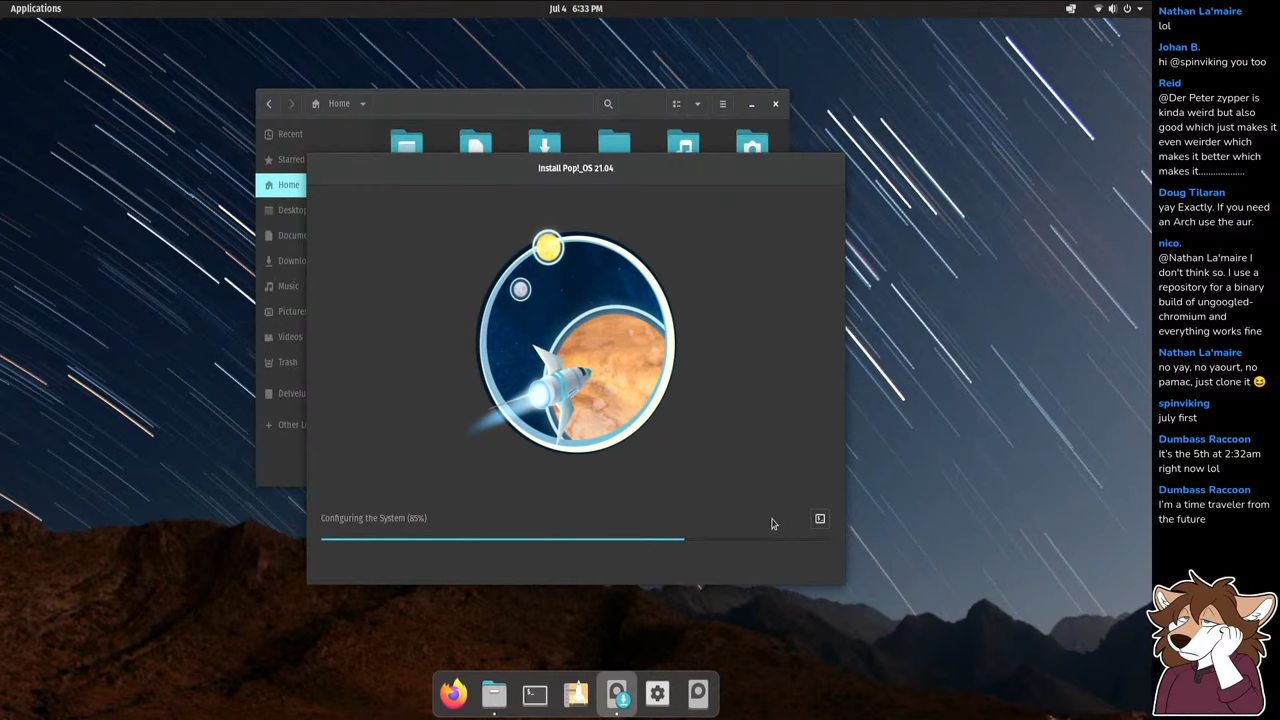 Applications
Jul 4 6:33 PM
Home
Recent
Starred
Home
Desktop
Docume
Downlo
Music
Pictures
Videos
Trash
Other Lo
Install Pop!_OS 21.04
Configuring the System (85%)
Nathan La'maire
lol
Johan B.
hi @spinviking you too
Reid
@Der Peter zypper is
kinda weird but also
good which just makes it
even weirder which
makes it better which
makes it..................
Doug Tilaran
yay Exactly. If you need
an Arch use the aur.
nico.
@Nathan La'maire I
don't think so. I use a
repository for a binary
build of ungoogled-
chromium and
everything works fine
Nathan La'maire
no yay, no yaourt, no
pamac, just clone it 😆
spinviking
july first
Dumbass Raccoon
It's the 5th at 2:32am
right now lol
Dumbass Raccoon
I'm a time traveler from
the future